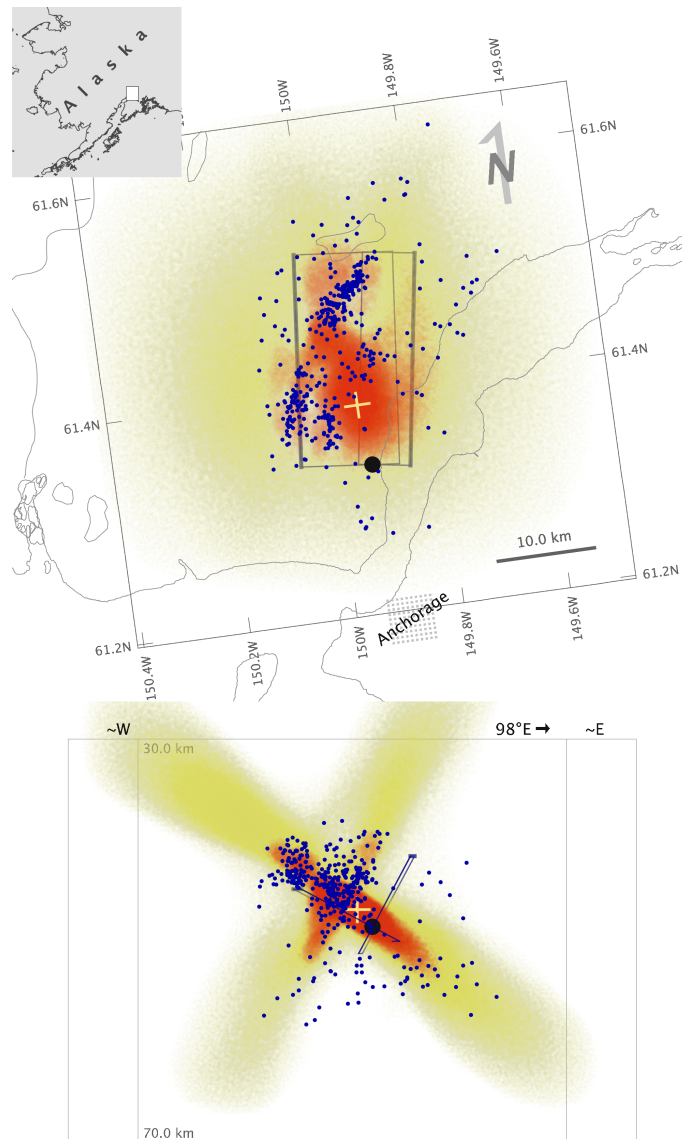 Alaska
150W
149.8W
149.6W
61.6N
N
61.6N
61.4N
61.4N
10.0 km
61.2N
Anchorage
61.2N
150.4W
150.2W
150W
149.8W
149.6W
~W
98°E
~E
30.0 km
70.0 km